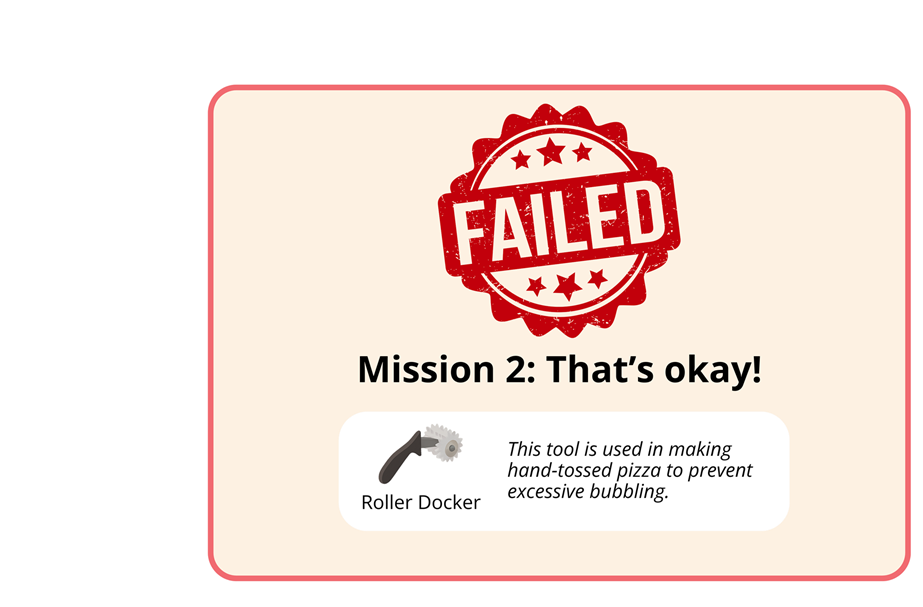 FAILED
Mission 2: That’s okay!
This tool is used in making
hand-tossed pizza to prevent
excessive bubbling.
Roller Docker